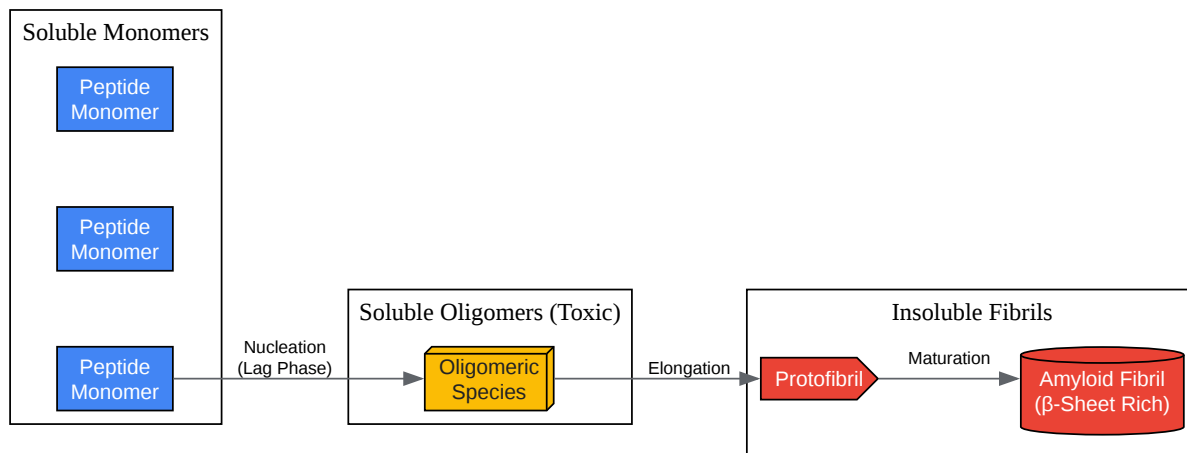 Soluble Monomers
Peptide
Monomer
Peptide
Monomer
Peptide
Monomer
Nucleation
(Lag Phase)
Soluble Oligomers (Toxic)
Oligomeric
Species
Elongation
Insoluble Fibrils
Protofibril
Maturation
Amyloid Fibril
(β-Sheet Rich)